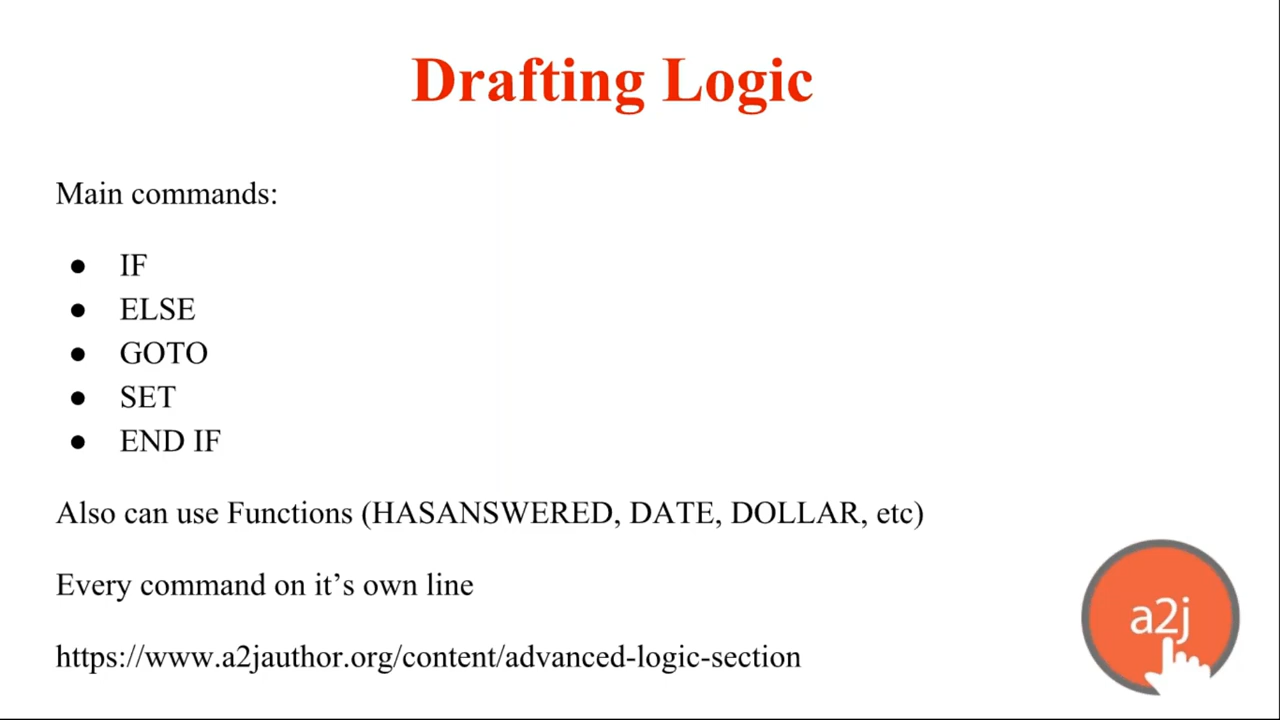 Drafting Logic
Main commands:
● IF
● ELSE
● GOTO
● SET
● END IF
Also can use Functions (HASANSWERED, DATE, DOLLAR, etc)
Every command on it’s own line
https://www.a2jauthor.org/content/advanced-logic-section
a2j